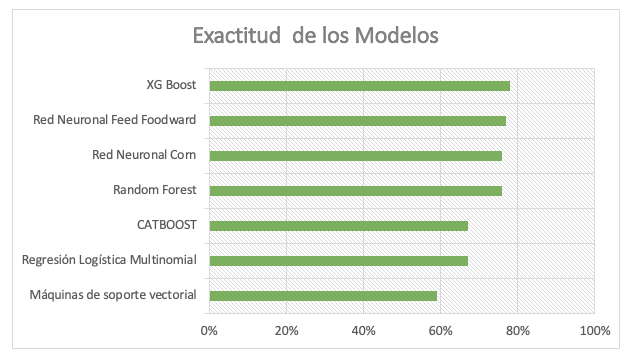 Exactitud  de los Modelos
XG Boost
Red Neuronal Feed Foodward
Red Neuronal Corn
Random Forest
CATBOOST
Regresión Logística Multinomial
Máquinas de soporte vectorial
0% 20% 40% 60% 80% 100%